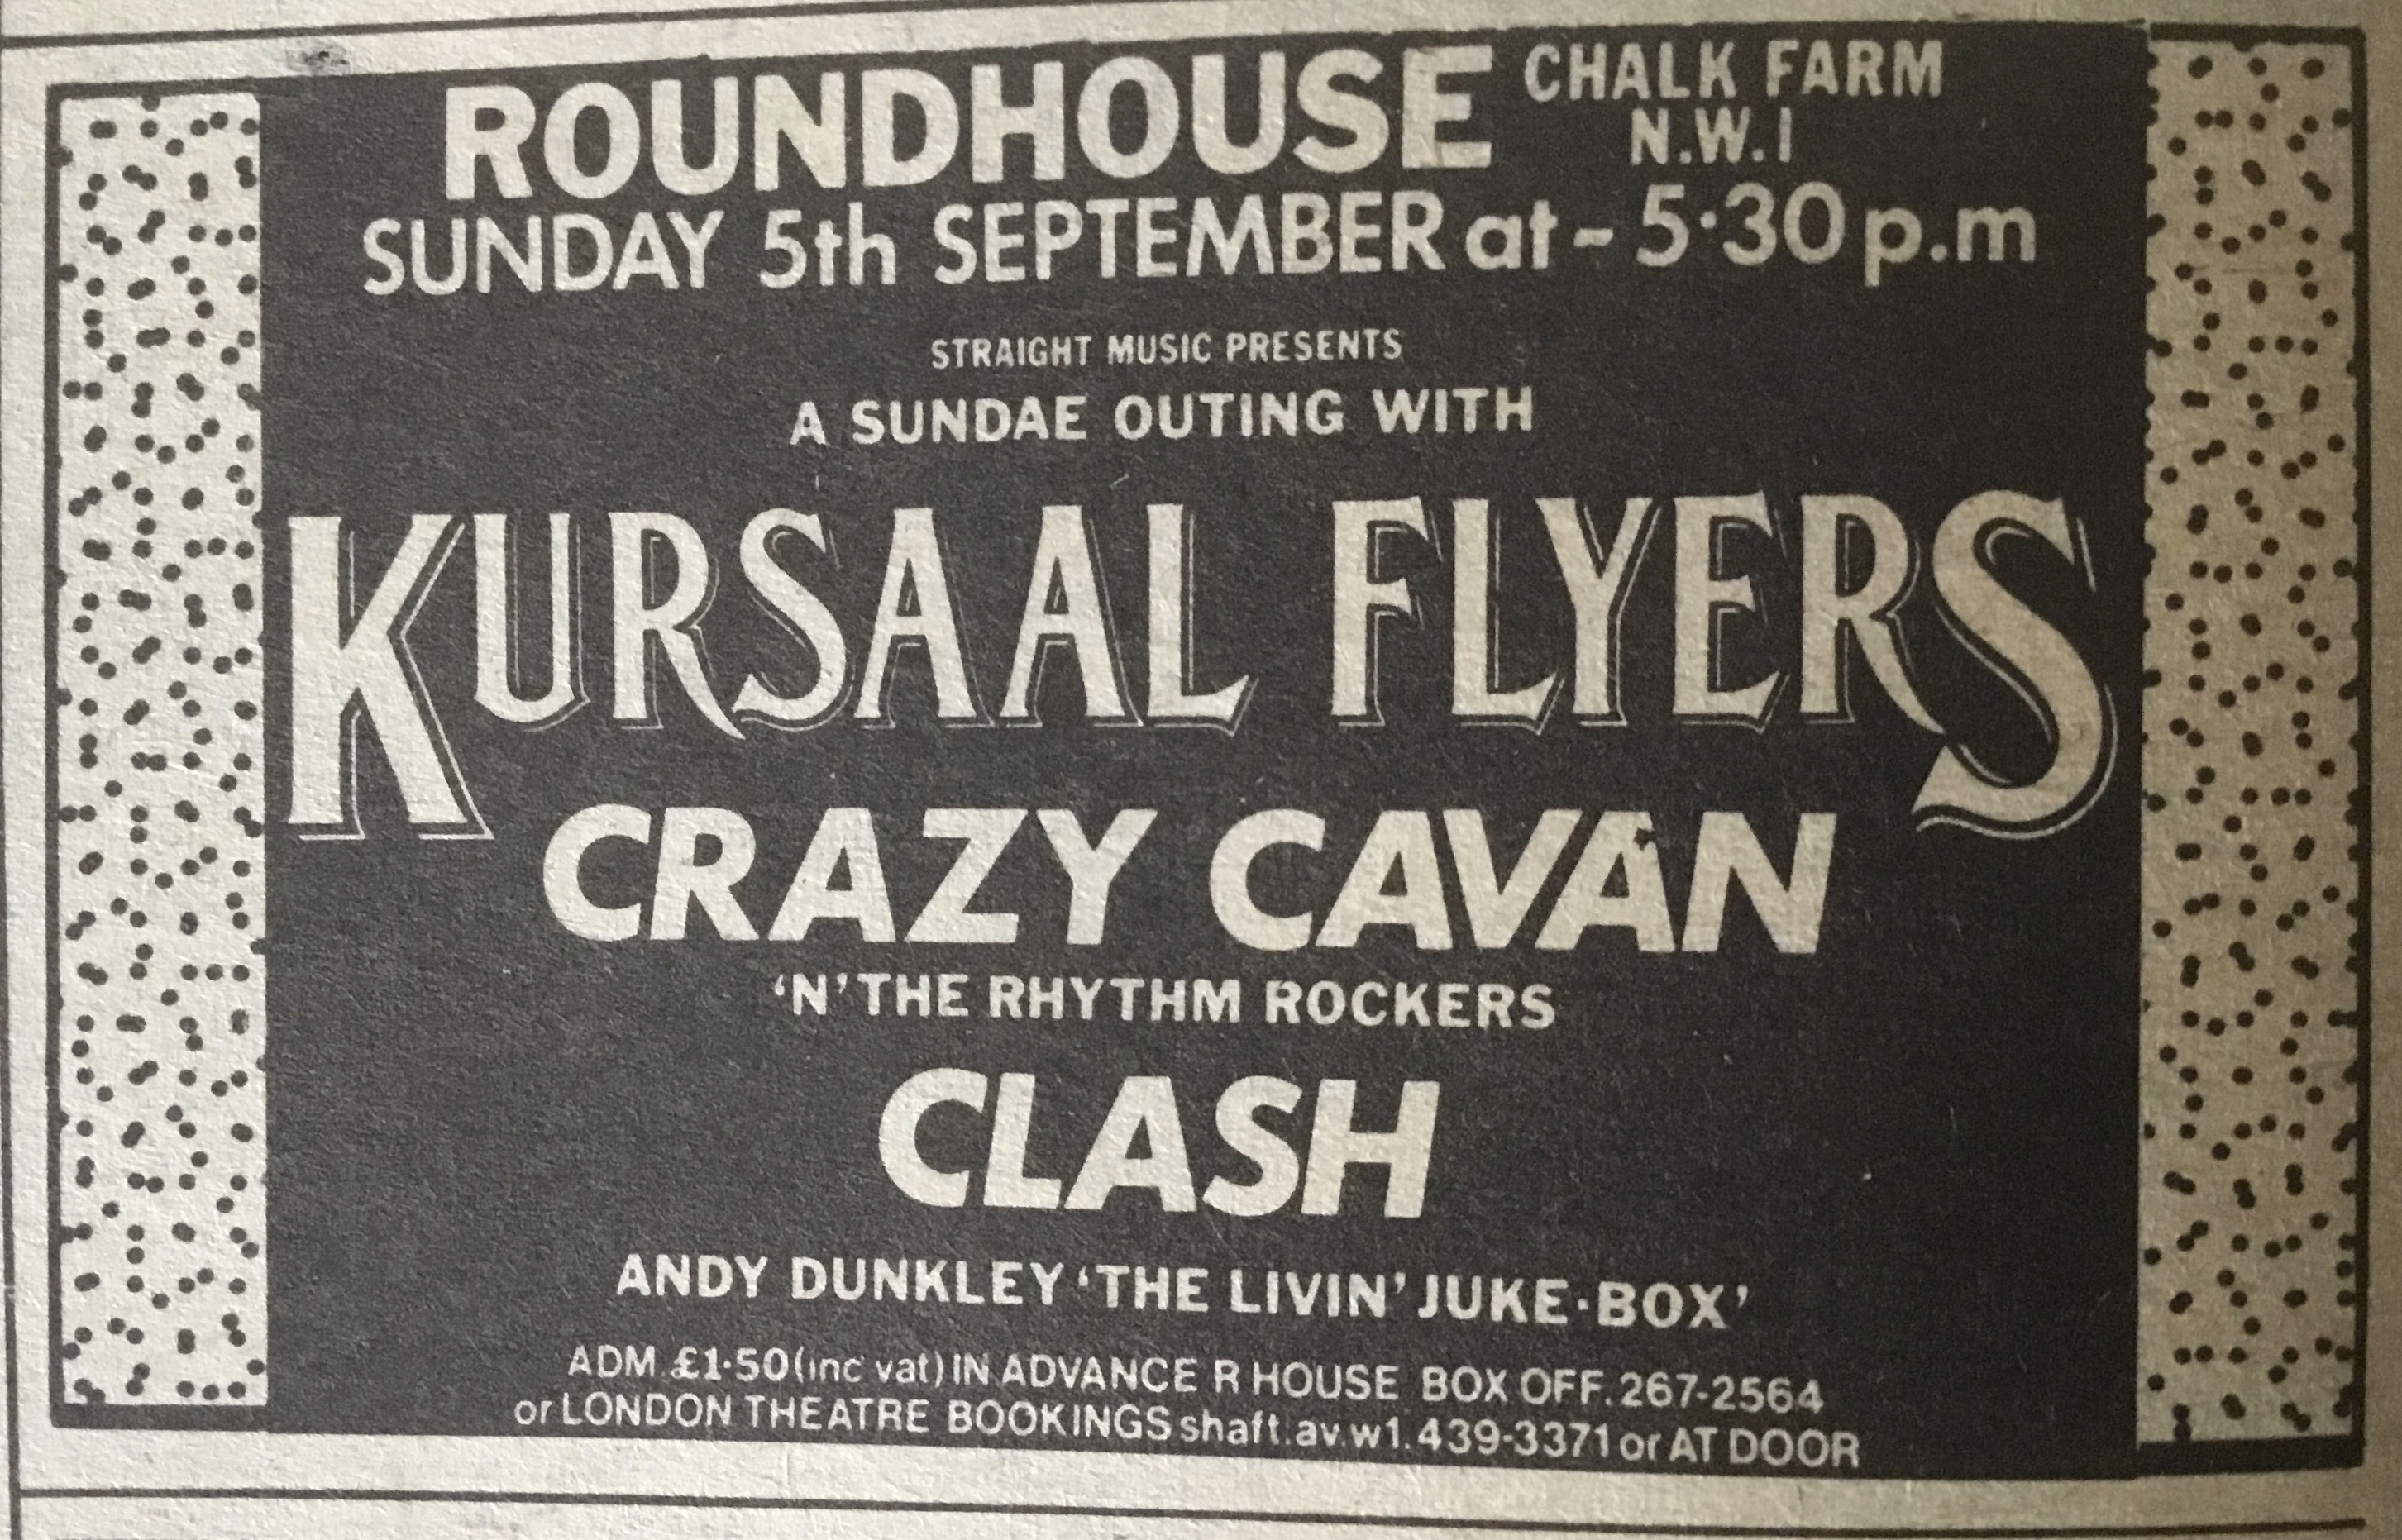 ROUNDHOUSE CHALK FARM
N.W.1
SUNDAY 5th SEPTEMBER at - 5·30 p.m
STRAIGHT MUSIC PRESENTS
A SUNDAE OUTING WITH
KURSAAL FLYERS
CRAZY CAVAN
'N' THE RHYTHM ROCKERS
CLASH
ANDY DUNKLEY 'THE LIVIN' JUKE·BOX'
ADM. £1·50 (inc vat) IN ADVANCE R HOUSE BOX OFF. 267-2564
or LONDON THEATRE BOOKINGS shaft.av.w1. 439-3371 or AT DOOR